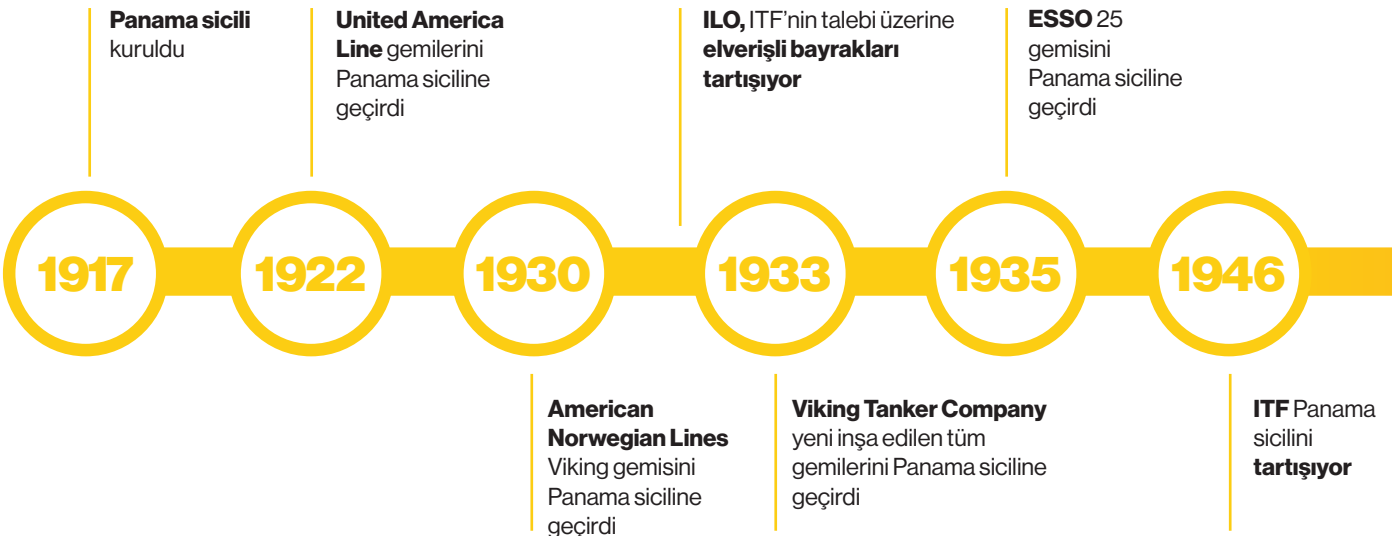 Panama sicili
kuruldu
United America
Line gemilerini
Panama siciline
geçirdi
ILO, ITF’nin talebi üzerine
elverişli bayrakları
tartışıyor
ESSO 25
gemisini
Panama siciline
geçirdi
1917
1922
1930
1933
1935
1946
American
Norwegian Lines
Viking gemisini
Panama siciline
geçirdi
Viking Tanker Company
yeni inşa edilen tüm
gemilerini Panama siciline
geçirdi
ITF Panama
sicilini
tartışıyor